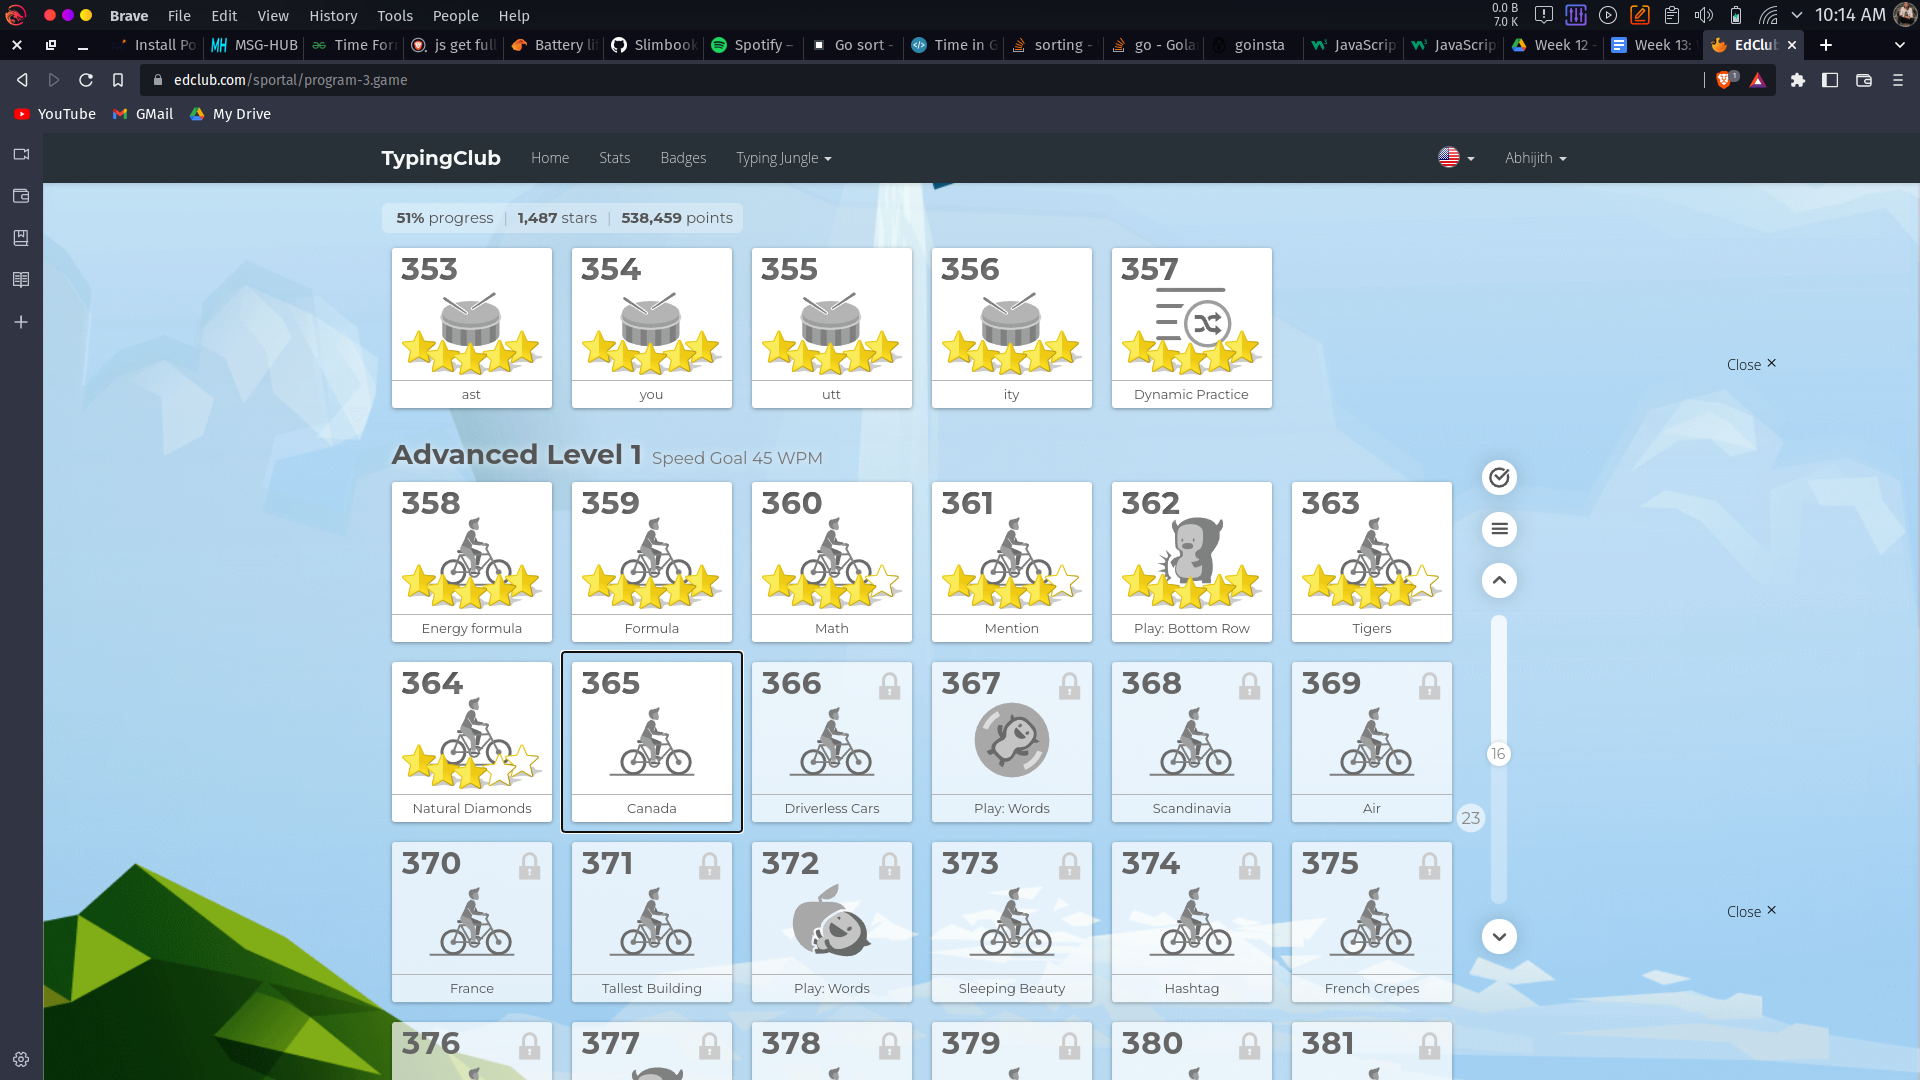 Brave File Edit View History Tools People Help
0.0 B
7.0 K
10:14 AM
Install Po
MSG-HUB
Time For
js get full
Battery li
Slimbook
Spotify –
Go sort -
Time in G
sorting -
go - Gola
goinsta
JavaScrip
JavaScrip
Week 12 -
Week 13:
EdClub
edclub.com/sportal/program-3.game
1
YouTube GMail My Drive
TypingClub Home Stats Badges Typing Jungle Abhijith
51% progress | 1,487 stars | 538,459 points
353 354 355 356 357
ast you utt ity Dynamic Practice
Close ×
Advanced Level 1 Speed Goal 45 WPM
358 359 360 361 362 363
Energy formula Formula Math Mention Play: Bottom Row Tigers
364 365 366 367 368 369
16
Natural Diamonds Canada Driverless Cars Play: Words Scandinavia Air
23
370 371 372 373 374 375
Close ×
France Tallest Building Play: Words Sleeping Beauty Hashtag French Crepes
376 377 378 379 380 381